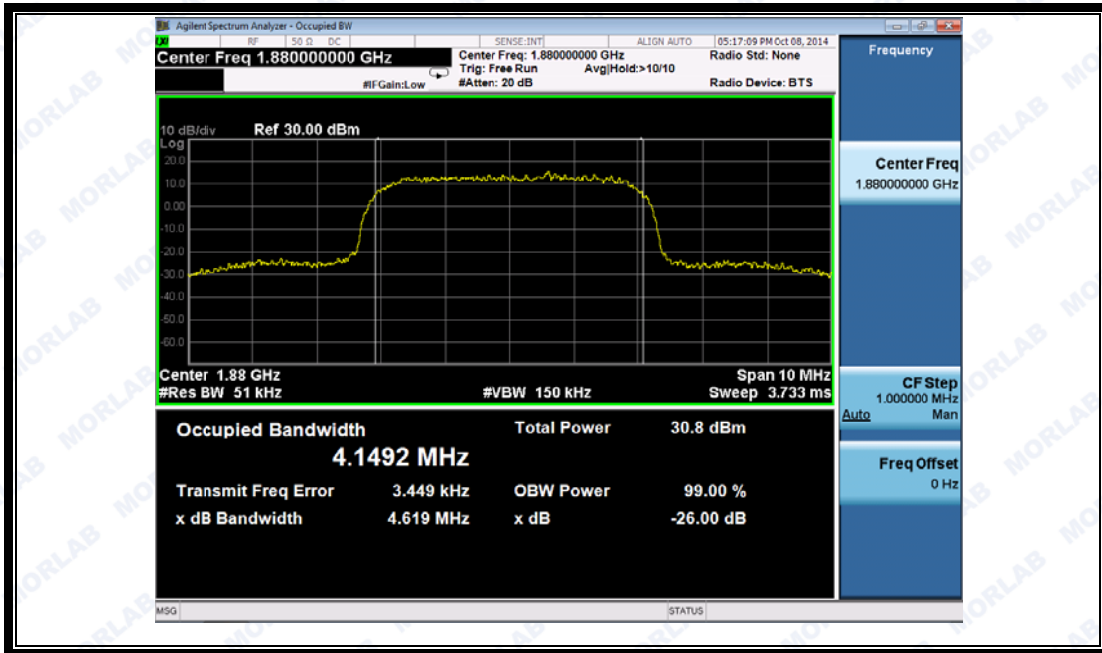 Agilent Spectrum Analyzer - Occupied BW
RF 50 Ω DC SENSE:INT ALIGN AUTO 05:17:09 PM Oct 08, 2014
Center Freq 1.880000000 GHz
Center Freq: 1.880000000 GHz
Radio Std: None
Trig: Free Run Avg|Hold:>10/10
#IFGain:Low
#Atten: 20 dB
Radio Device: BTS
10 dB/div Ref 30.00 dBm
Log
20.0
10.0
0.00
-10.0
-20.0
-30.0
-40.0
-50.0
-60.0
Center 1.88 GHz
Span 10 MHz
#Res BW 51 kHz
#VBW 150 kHz
Sweep 3.733 ms
Occupied Bandwidth
Total Power 30.8 dBm
4.1492 MHz
Transmit Freq Error 3.449 kHz
OBW Power 99.00 %
x dB Bandwidth 4.619 MHz
x dB -26.00 dB
MSG
STATUS
Frequency
Center Freq
1.880000000 GHz
CF Step
1.000000 MHz
Auto Man
Freq Offset
0 Hz
MORLAB